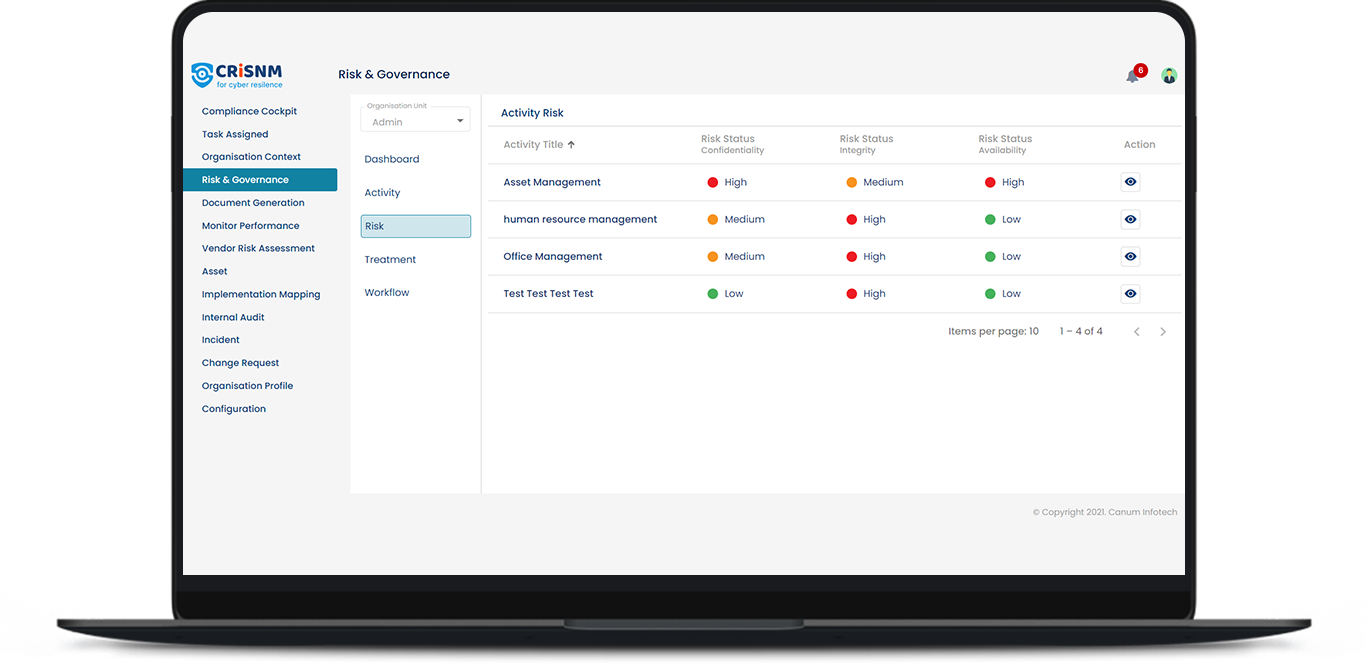 CRiSNM
for cyber resilence
Risk & Governance
6
Compliance Cockpit
Task Assigned
Organisation Context
Risk & Governance
Document Generation
Monitor Performance
Vendor Risk Assessment
Asset
Implementation Mapping
Internal Audit
Incident
Change Request
Organisation Profile
Configuration
Organisation Unit
Admin
Dashboard
Activity
Risk
Treatment
Workflow
Activity Risk
Activity Title Risk Status Confidentiality Risk Status Integrity Risk Status Availability Action
Asset Management High Medium High
human resource management Medium High Low
Office Management Medium High Low
Test Test Test Test Low High Low
Items per page: 10 1 – 4 of 4
© Copyright 2021. Canum Infotech